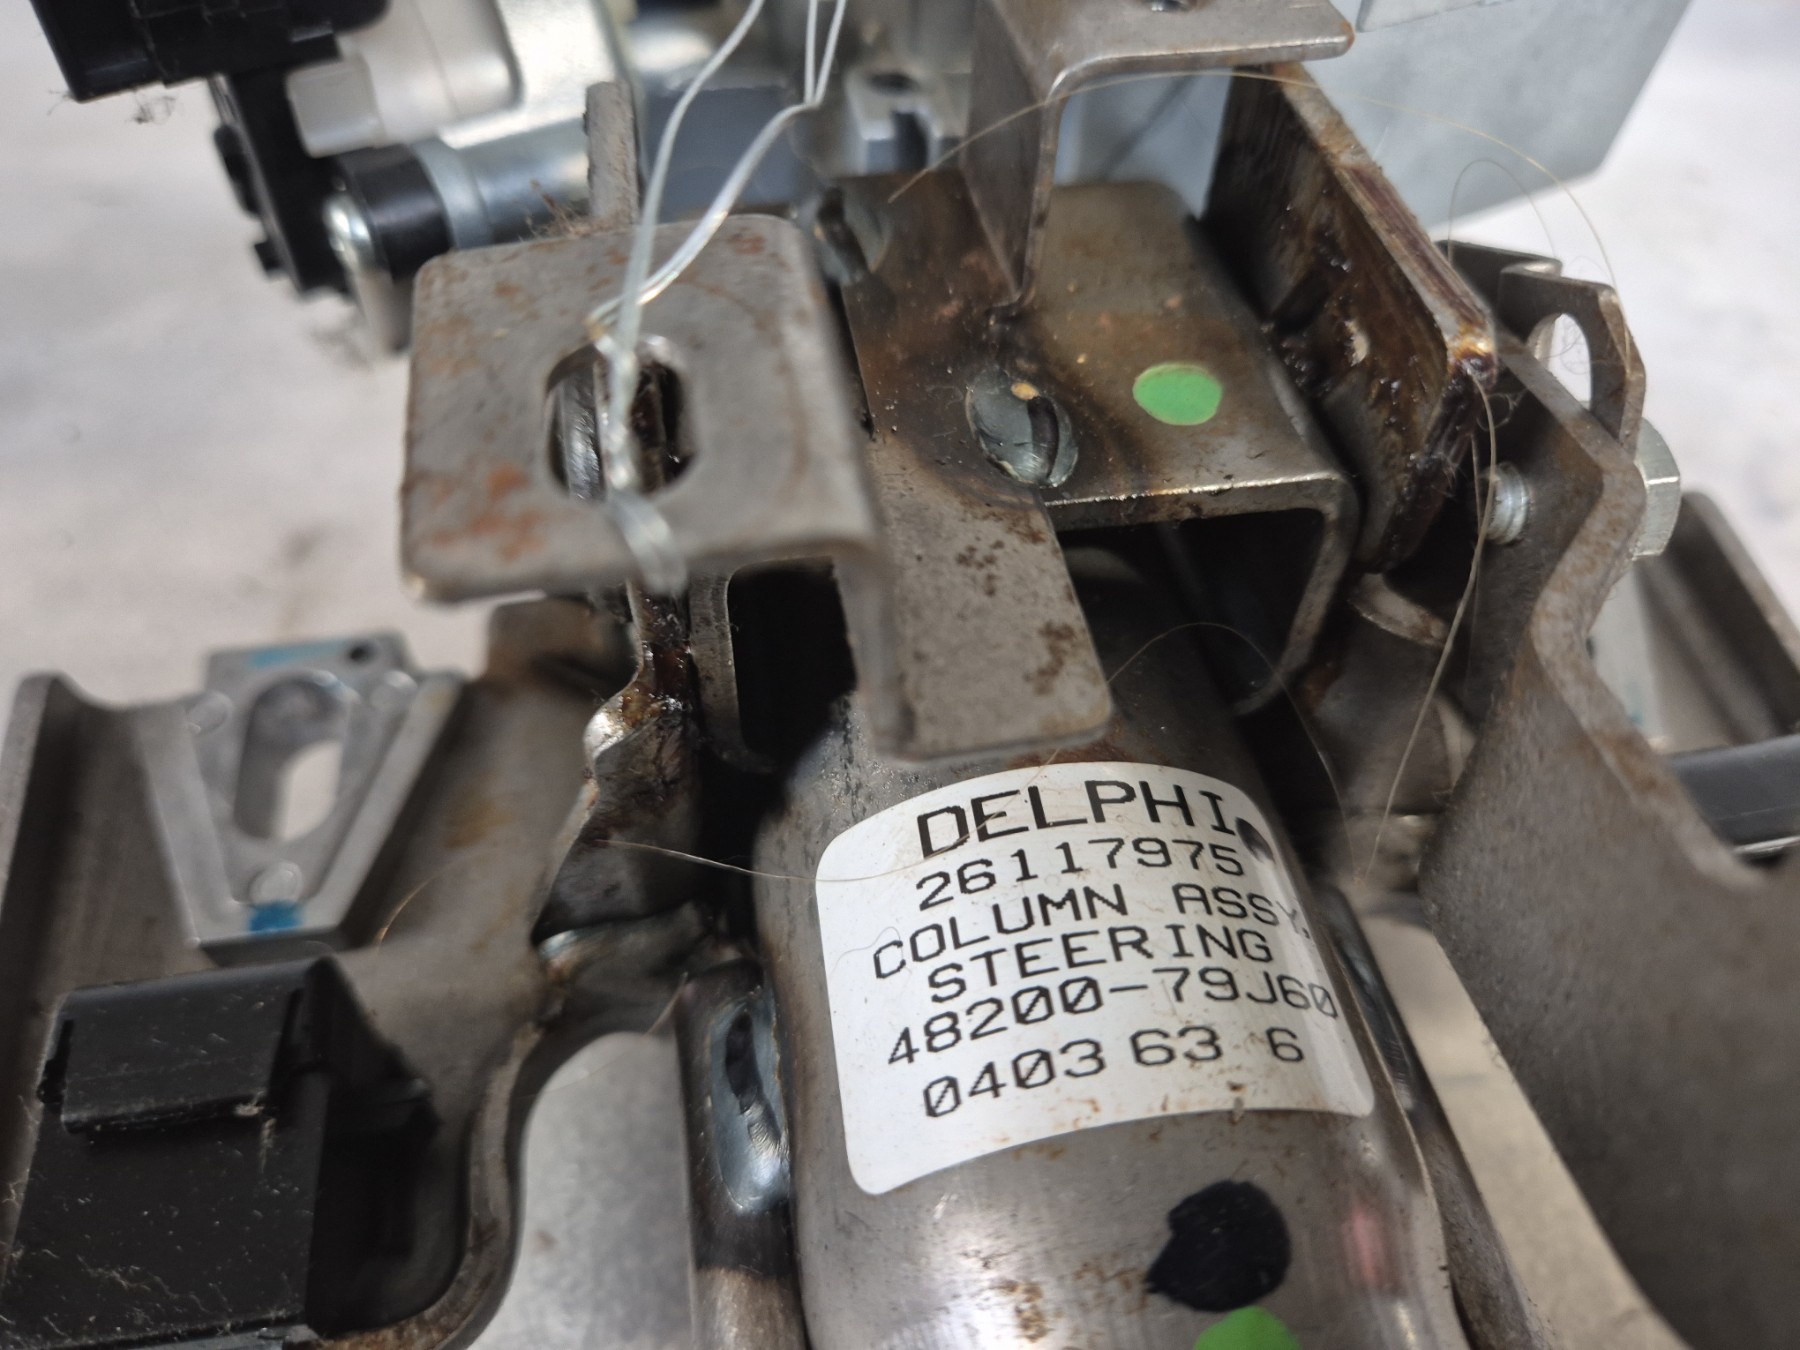 DELPHI
26117975
COLUMN ASSY,
STEERING
48200-79J60
0403 63 6